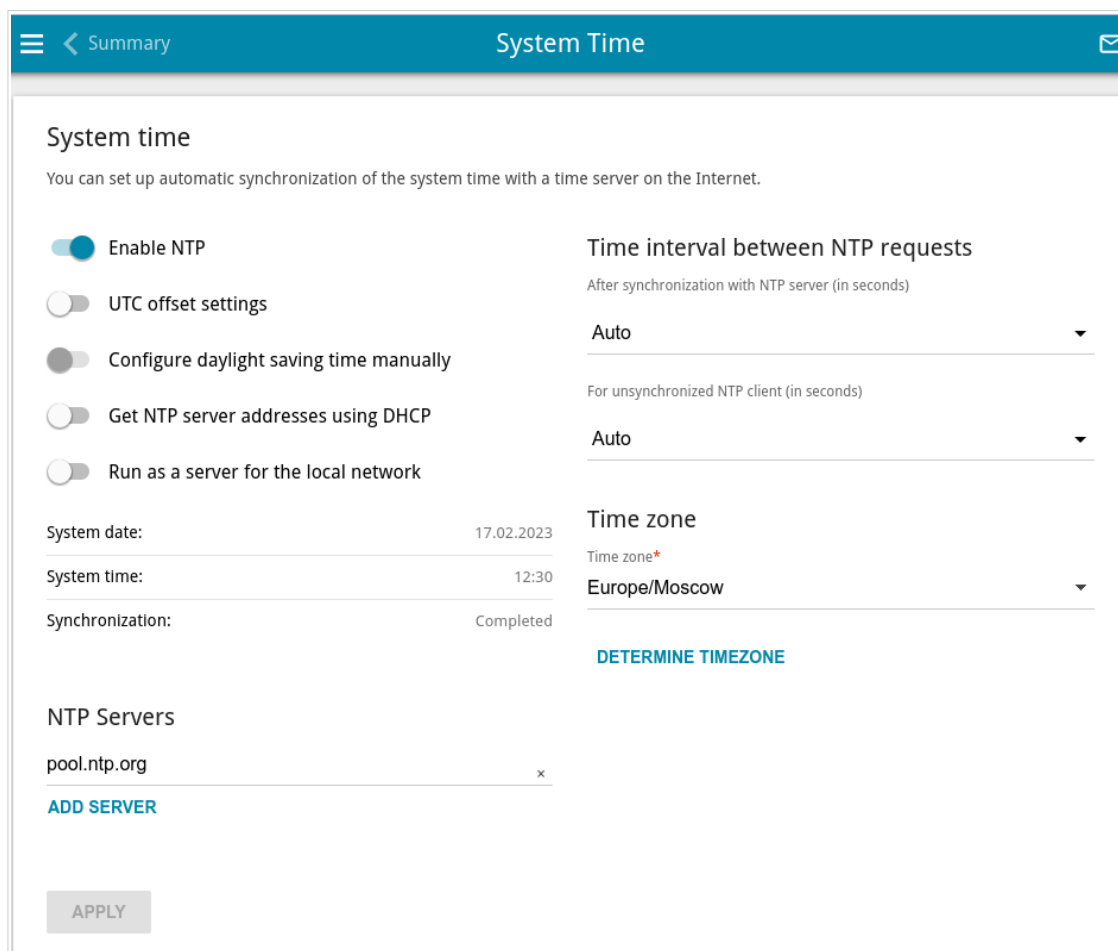 Summary
System Time
System time
You can set up automatic synchronization of the system time with a time server on the Internet.
Enable NTP
UTC offset settings
Configure daylight saving time manually
Get NTP server addresses using DHCP
Run as a server for the local network
System date: 17.02.2023
System time: 12:30
Synchronization: Completed
NTP Servers
pool.ntp.org ×
ADD SERVER
APPLY
Time interval between NTP requests
After synchronization with NTP server (in seconds)
Auto
For unsynchronized NTP client (in seconds)
Auto
Time zone
Time zone*
Europe/Moscow
DETERMINE TIMEZONE